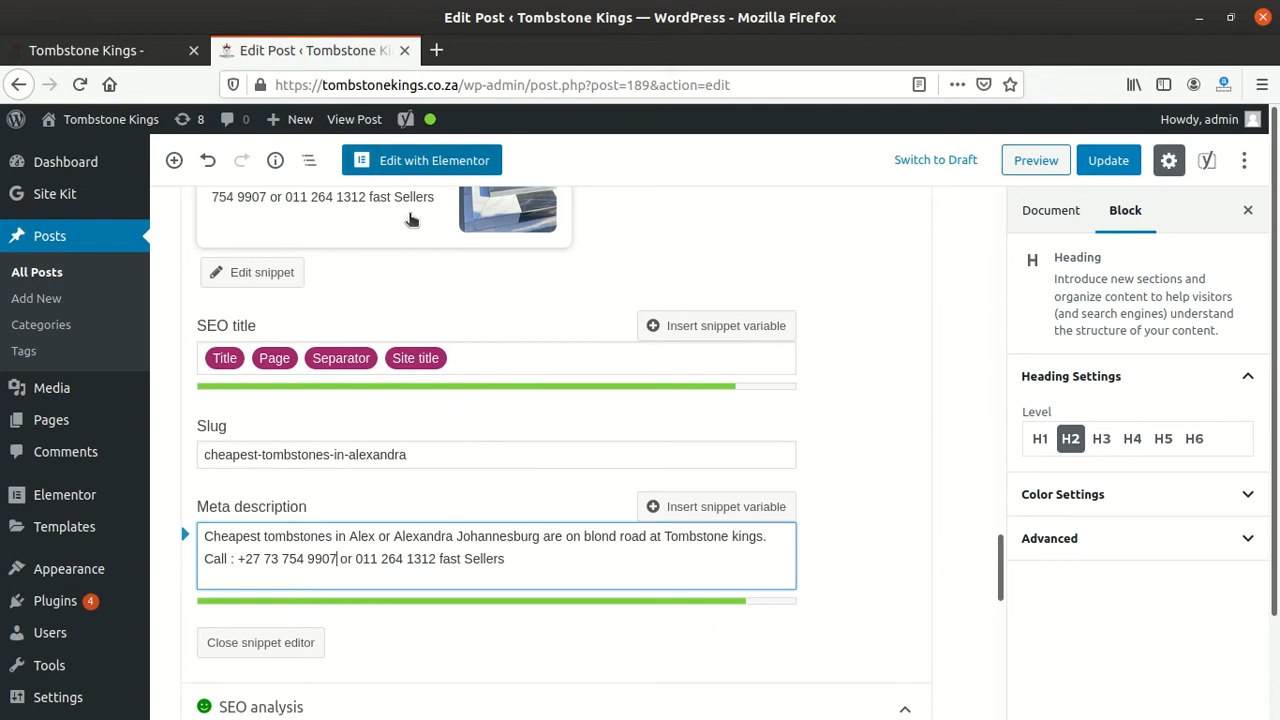 Edit Post ‹ Tombstone Kings — WordPress - Mozilla Firefox
Tombstone Kings -
Edit Post ‹ Tombstone Ki
https://tombstonekings.co.za/wp-admin/post.php?post=189&action=edit
Tombstone Kings 8 0 New View Post Howdy, admin
Dashboard
Site Kit
Posts
All Posts
Add New
Categories
Tags
Media
Pages
Comments
Elementor
Templates
Appearance
Plugins 4
Users
Tools
Settings
Edit with Elementor
Switch to Draft
Preview
Update
754 9907 or 011 264 1312 fast Sellers
Edit snippet
SEO title
Insert snippet variable
Title Page Separator Site title
Slug
cheapest-tombstones-in-alexandra
Meta description
Insert snippet variable
Cheapest tombstones in Alex or Alexandra Johannesburg are on blond road at Tombstone kings.
Call : +27 73 754 9907 or 011 264 1312 fast Sellers
Close snippet editor
SEO analysis
Document Block
H Heading
Introduce new sections and
organize content to help visitors
(and search engines) understand
the structure of your content.
Heading Settings
Level
H1 H2 H3 H4 H5 H6
Color Settings
Advanced